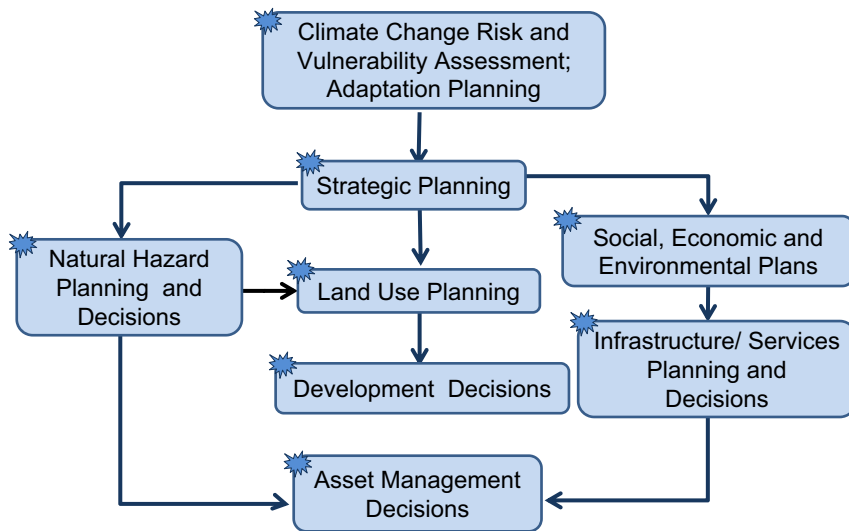 Climate Change Risk and
Vulnerability Assessment;
Adaptation Planning
Strategic Planning
Natural Hazard
Planning and
Decisions
Land Use Planning
Social, Economic and
Environmental Plans
Infrastructure/ Services
Planning and
Decisions
Development Decisions
Asset Management
Decisions